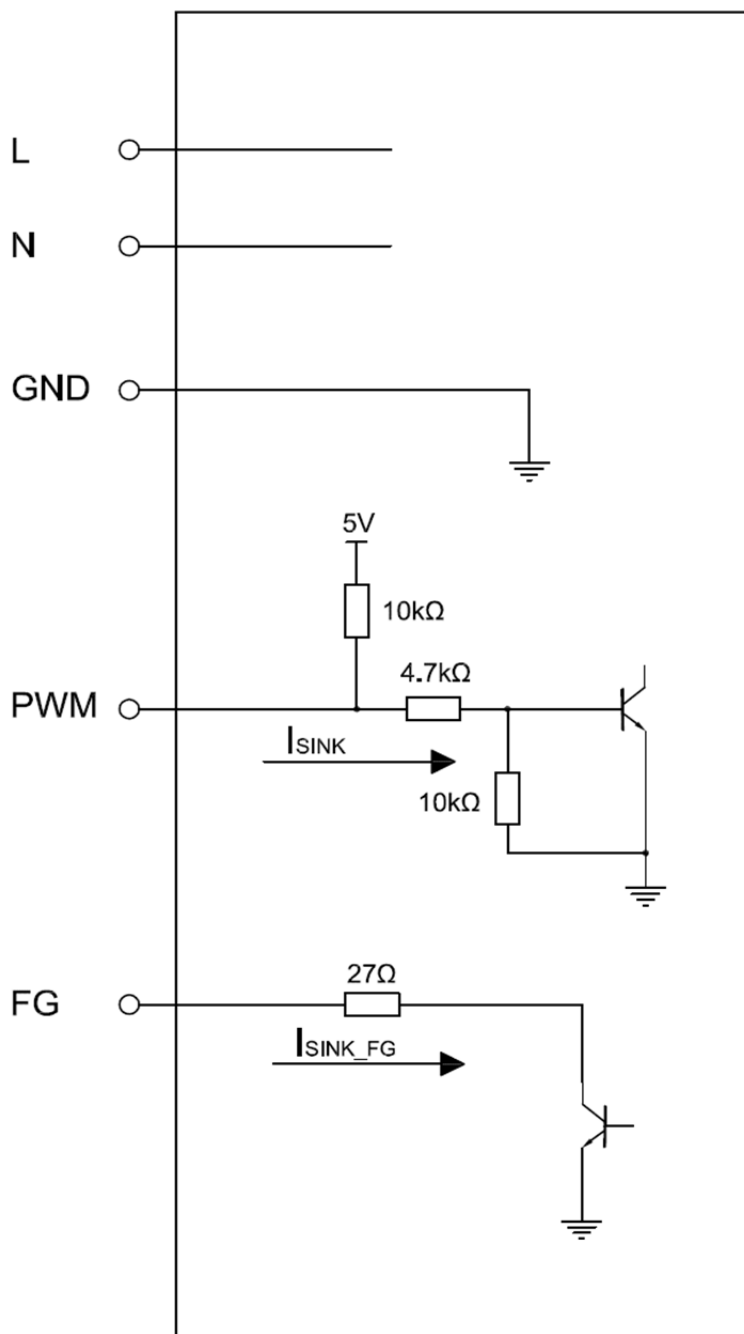 L
N
GND
5V
10kΩ
4.7kΩ
PWM
ISINK
10kΩ
27Ω
FG
ISINK_FG